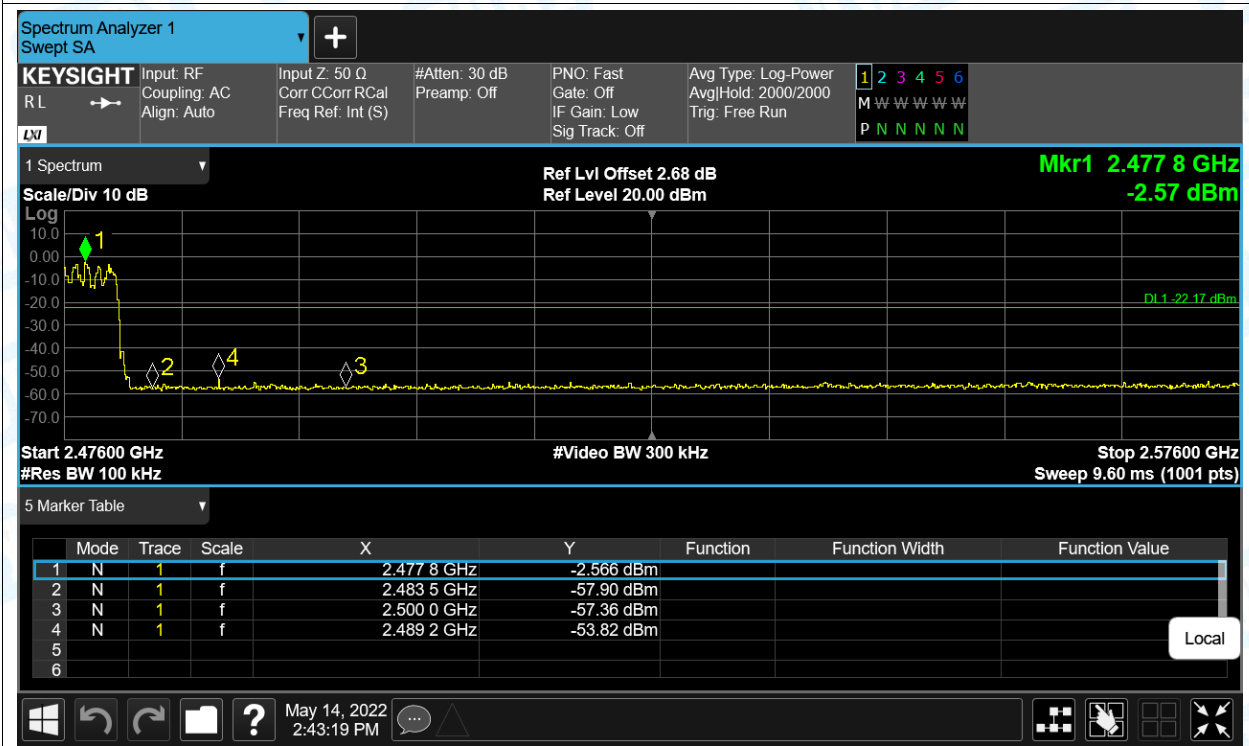 Spectrum Analyzer 1
Swept SA
KEYSIGHT
R L
LXI
Input: RF
Coupling: AC
Align: Auto
Input Z: 50 Ω
Corr CCorr RCal
Freq Ref: Int (S)
#Atten: 30 dB
Preamp: Off
PNO: Fast
Gate: Off
IF Gain: Low
Sig Track: Off
Avg Type: Log-Power
Avg|Hold: 2000/2000
Trig: Free Run
1 2 3 4 5 6
M W W W W W
P N N N N N
1 Spectrum
Scale/Div 10 dB
Ref Lvl Offset 2.68 dB
Ref Level 20.00 dBm
Mkr1 2.477 8 GHz
-2.57 dBm
Log
10.0
0.00
-10.0
-20.0
-30.0
-40.0
-50.0
-60.0
-70.0
1
2
4
3
DL1 -22.17 dBm
Start 2.47600 GHz
#Res BW 100 kHz
#Video BW 300 kHz
Stop 2.57600 GHz
Sweep 9.60 ms (1001 pts)
5 Marker Table
Mode Trace Scale X Y Function Function Width Function Value
1 N 1 f 2.477 8 GHz -2.566 dBm
2 N 1 f 2.483 5 GHz -57.90 dBm
3 N 1 f 2.500 0 GHz -57.36 dBm
4 N 1 f 2.489 2 GHz -53.82 dBm
5
6
Local
?
May 14, 2022
2:43:19 PM